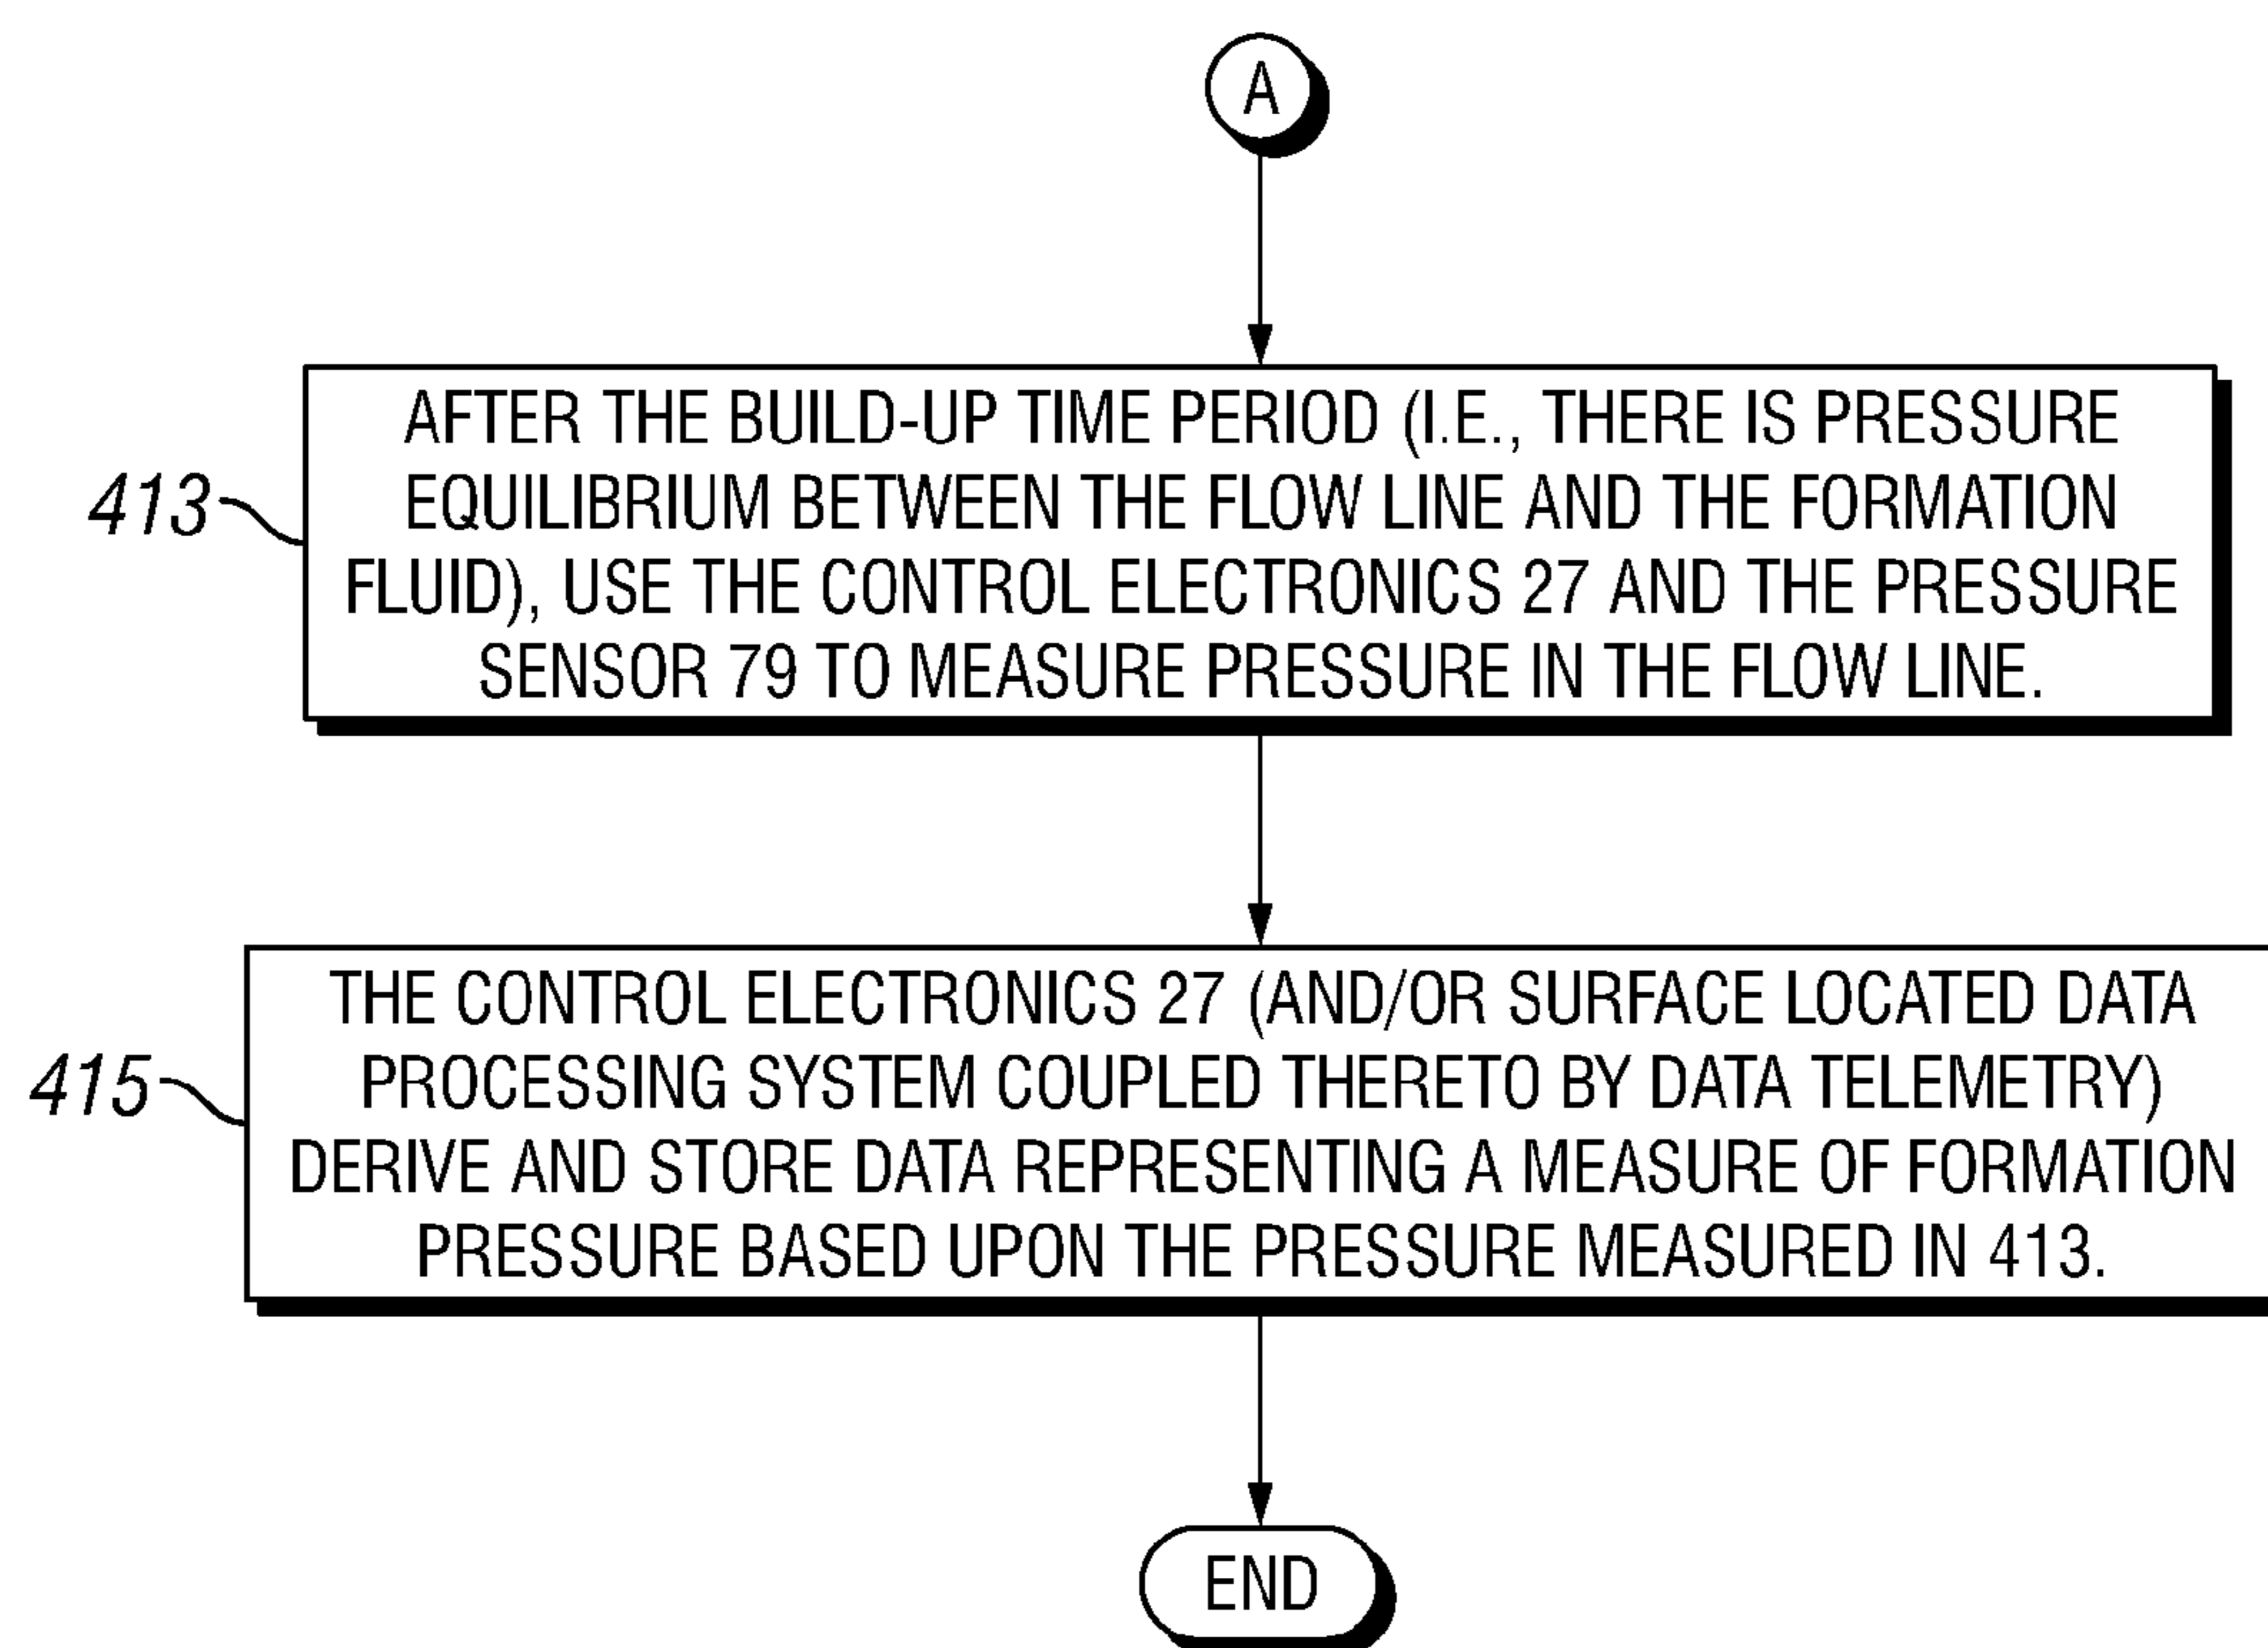 A
413
AFTER THE BUILD-UP TIME PERIOD (I.E., THERE IS PRESSURE
EQUILIBRIUM BETWEEN THE FLOW LINE AND THE FORMATION
FLUID), USE THE CONTROL ELECTRONICS 27 AND THE PRESSURE
SENSOR 79 TO MEASURE PRESSURE IN THE FLOW LINE.
415
THE CONTROL ELECTRONICS 27 (AND/OR SURFACE LOCATED DATA
PROCESSING SYSTEM COUPLED THERETO BY DATA TELEMETRY)
DERIVE AND STORE DATA REPRESENTING A MEASURE OF FORMATION
PRESSURE BASED UPON THE PRESSURE MEASURED IN 413.
END